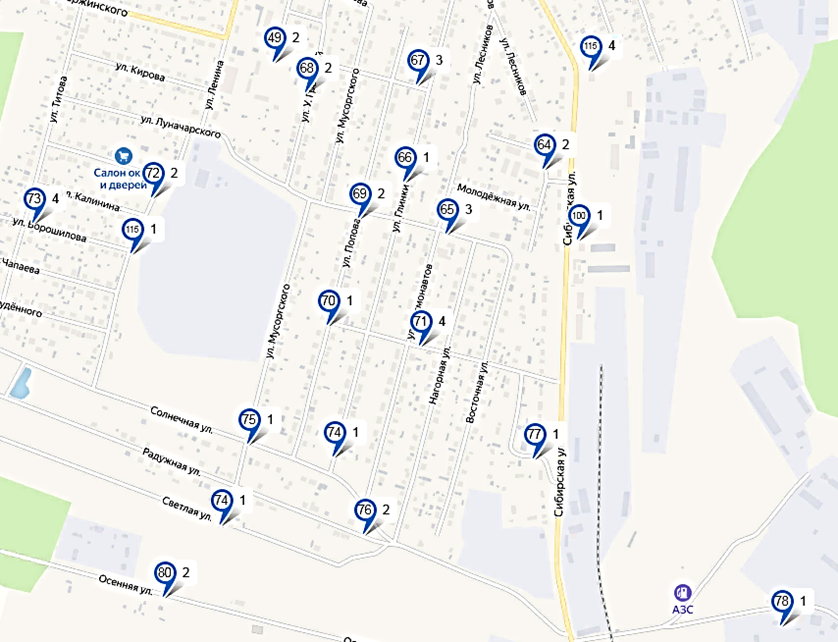 ржинского
49 2
115 4
68 2
67 3
ул. Кирова
ул. Титова
ул. Ленина
ул. Мусоргского
ул. Лесников
ул. Лесников
ул. Луначарского
Салон ок
и дверей
72 2
66 1
64 2
73 4
п. Калинина
69 2
ул. Глинки
65 3
Молодёжная ул.
100 1
ул. Ворошилова
115 1
ул. Попова
Чапаева
удённого
70 1
71 4
ул. Мусоргского
Нагорная ул.
Восточная ул.
Солнечная ул.
75 1
74 1
77 1
Сибирская ул
Радужная ул.
Светлая ул.
74 1
76 2
Осенняя ул.
80 2
АЗС
78 1